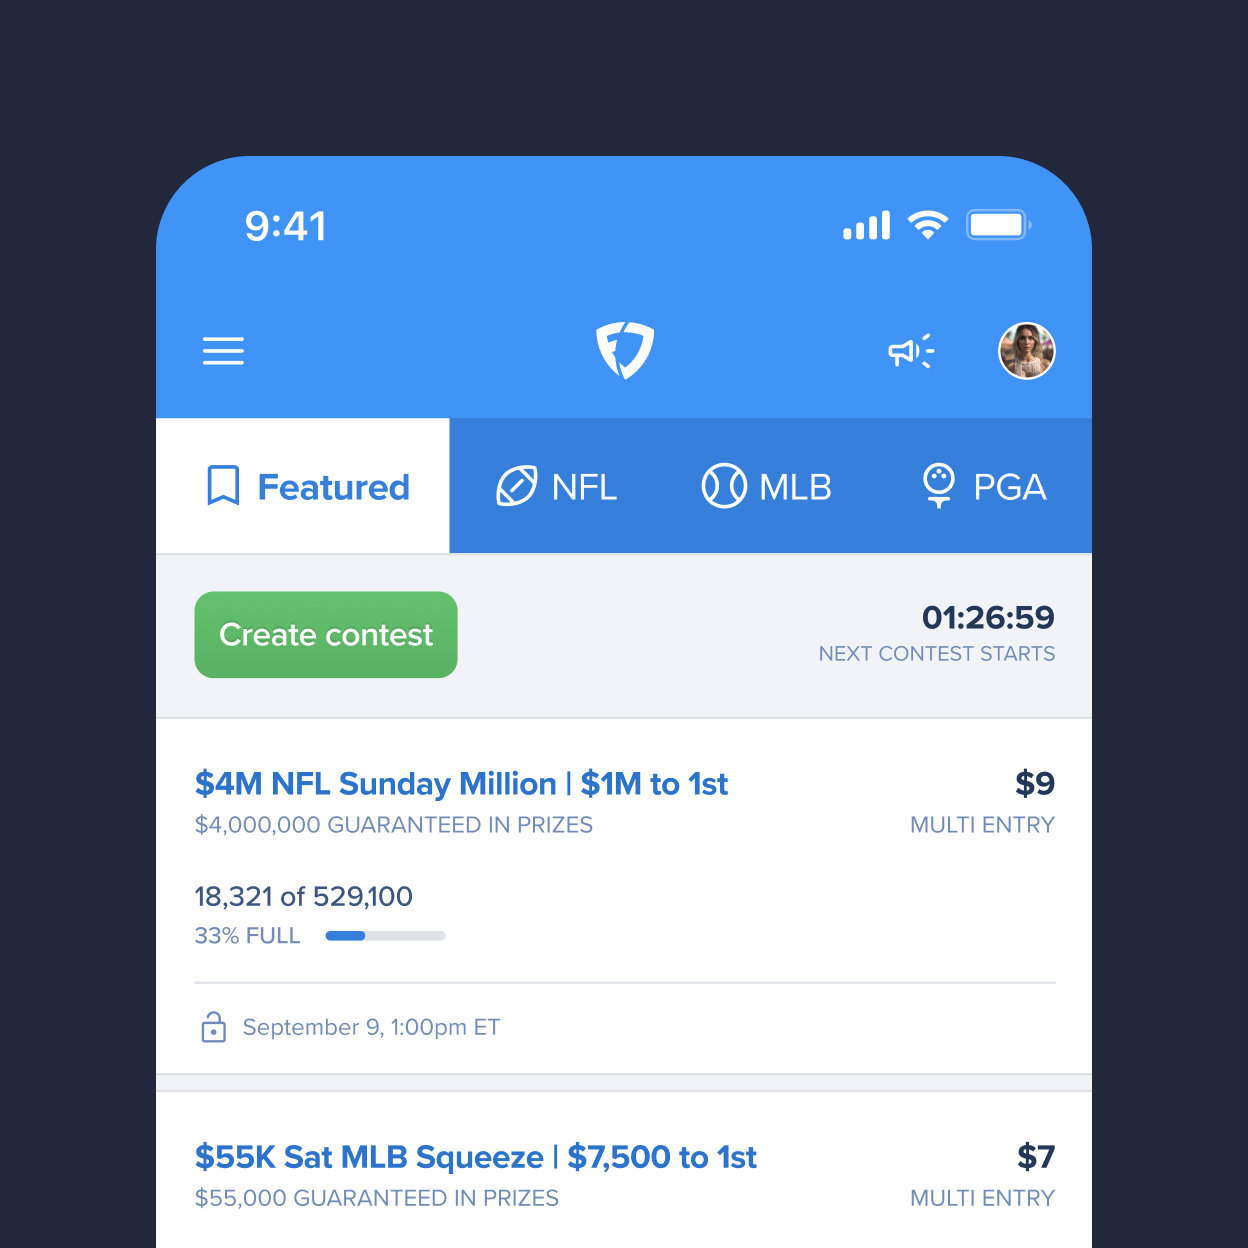 9:41
Featured
NFL
MLB
PGA
Create contest
01:26:59
NEXT CONTEST STARTS
$4M NFL Sunday Million | $1M to 1st
$9
$4,000,000 GUARANTEED IN PRIZES
MULTI ENTRY
18,321 of 529,100
33% FULL
September 9, 1:00pm ET
$55K Sat MLB Squeeze | $7,500 to 1st
$7
$55,000 GUARANTEED IN PRIZES
MULTI ENTRY